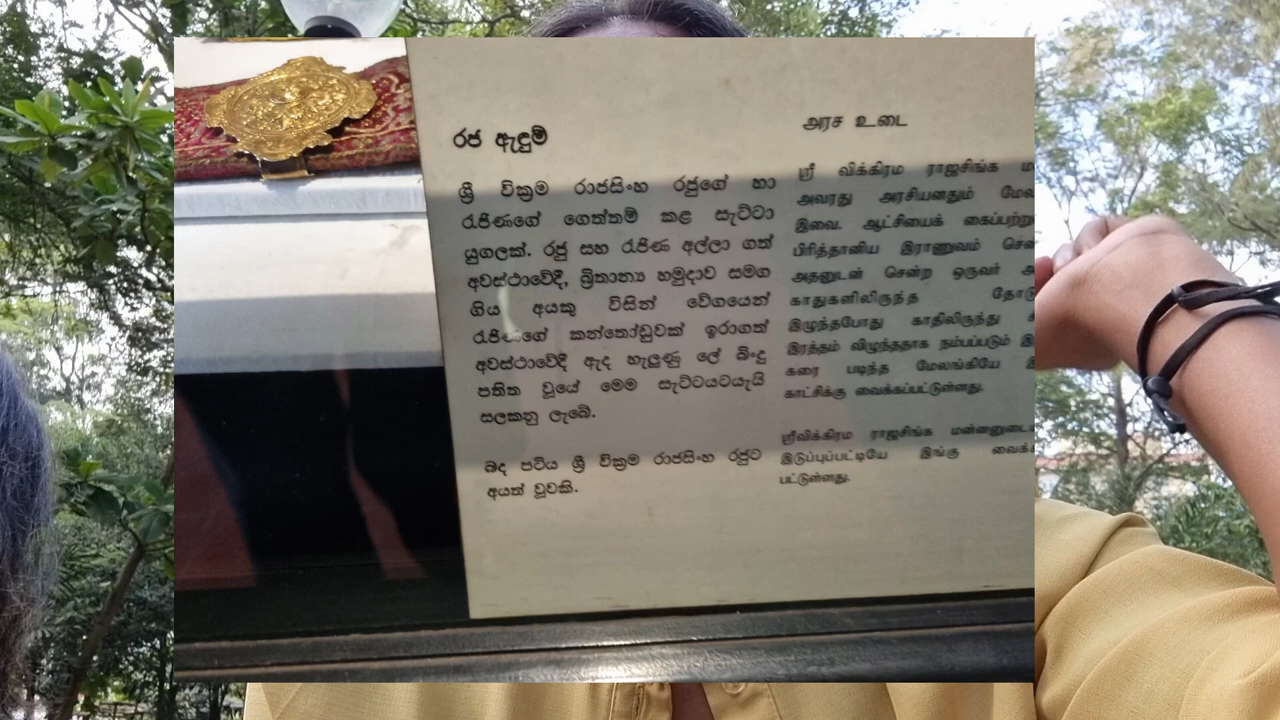 රජ ඇඳුම්
ශ්‍රී වික්‍රම රාජසිංහ රජුගේ හා
රැජිණගේ ගෙත්තම් කළ සැට්ටා
යුගලක්. රජු සහ රැජිණ අල්ලා ගත්
අවස්ථාවේදී, බ්‍රිතාන්‍ය හමුදාව සමග
ගිය අයකු විසින් වේගයෙන්
රැජිණගේ කන්තෝඩුවක් ඉරාගත්
අවස්ථාවේදී ඇද හැලුණු ලේ බිංදු
පතිත වූයේ මෙම සැට්ටයටයැයි
සලකනු ලැබේ.
බඳ පටිය ශ්‍රී වික්‍රම රාජසිංහ රජුට
අයත් වූවකි.
அரச உடை
ஸ்ரீ விக்கிரம ராஜசிங்க
அவரது அரசியனதும்
இவை. ஆட்சியைக்
பிரித்தானிய இராணுவம்
அதனுடன் சென்ற ஒருவர்
காதுகளிலிருந்த
இழுந்தபோது காதிலிருந்து
இரத்தம் விழுந்ததாக நம்பப்படும்
கரை படிந்த மேலங்கியே
காட்சிக்கு வைக்கப்பட்டுள்ளது.
ஸ்ரீவிக்கிரம ராஜசிங்க
இடுப்புப்பட்டியே இங்கு
பட்டுள்ளது.